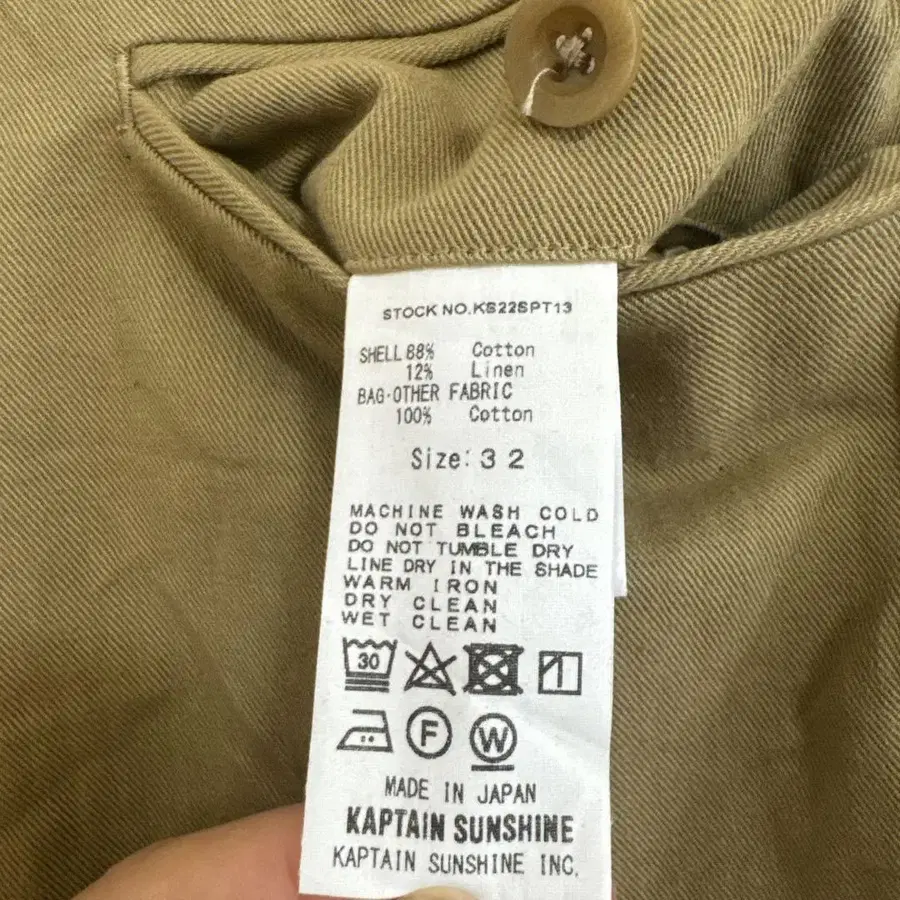 STOCK NO.KS22SPT13
SHELL 88% Cotton
12% Linen
BAG·OTHER FABRIC
100% Cotton
Size: 32
MACHINE WASH COLD
DO NOT BLEACH
DO NOT TUMBLE DRY
LINE DRY IN THE SHADE
WARM IRON
DRY CLEAN
WET CLEAN
30
F W
MADE IN JAPAN
KAPTAIN SUNSHINE
KAPTAIN SUNSHINE INC.